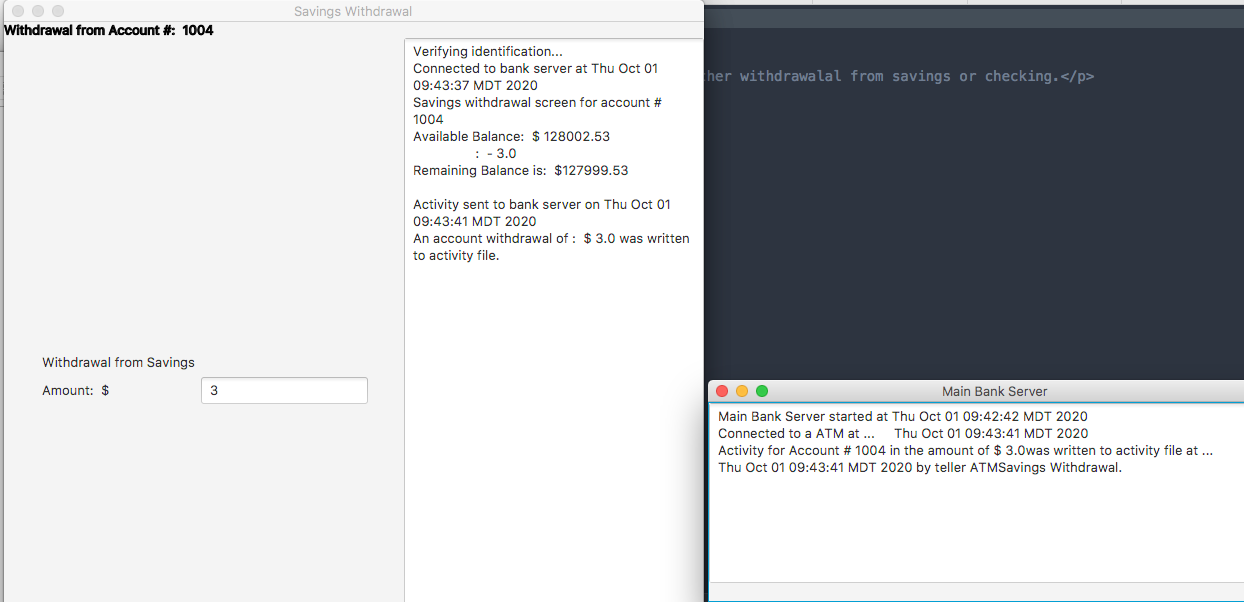 Savings Withdrawal
Withdrawal from Account #:  1004
Verifying identification...
Connected to bank server at Thu Oct 01
09:43:37 MDT 2020
Savings withdrawal screen for account #
1004
Available Balance:  $ 128002.53
:  - 3.0
Remaining Balance is:  $127999.53
Activity sent to bank server on Thu Oct 01
09:43:41 MDT 2020
An account withdrawal of :  $ 3.0 was written
to activity file.
Withdrawal from Savings
Amount:  $
3
her withdrawalal from savings or checking.</p>
Main Bank Server
Main Bank Server started at Thu Oct 01 09:42:42 MDT 2020
Connected to a ATM at ...     Thu Oct 01 09:43:41 MDT 2020
Activity for Account # 1004 in the amount of $ 3.0was written to activity file at ...
Thu Oct 01 09:43:41 MDT 2020 by teller ATMSavings Withdrawal.